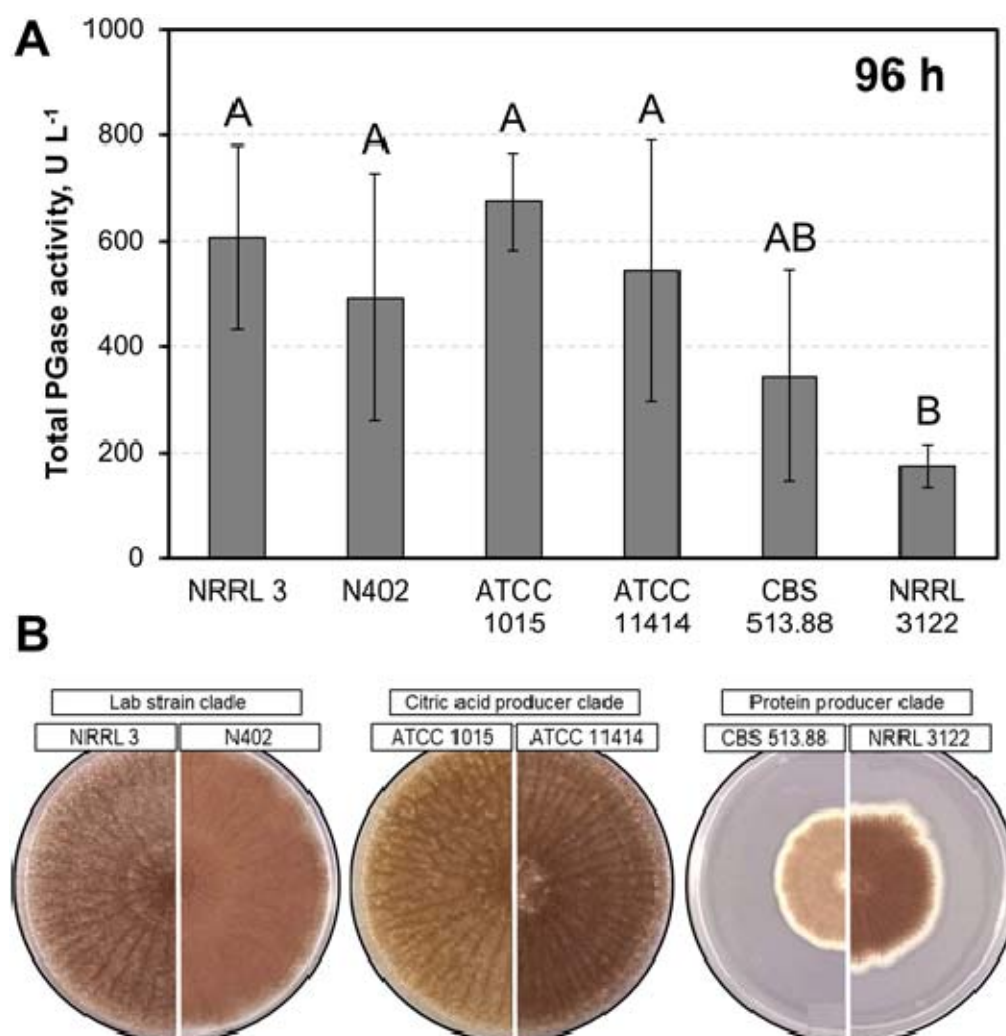 A
1000
800
600
400
200
0
Total PGase activity, U L⁻¹
96 h
A
A
A
A
AB
B
NRRL 3
N402
ATCC
1015
ATCC
11414
CBS
513.88
NRRL
3122
B
Lab strain clade
NRRL 3
N402
Citric acid producer clade
ATCC 1015
ATCC 11414
Protein producer clade
CBS 513.88
NRRL 3122